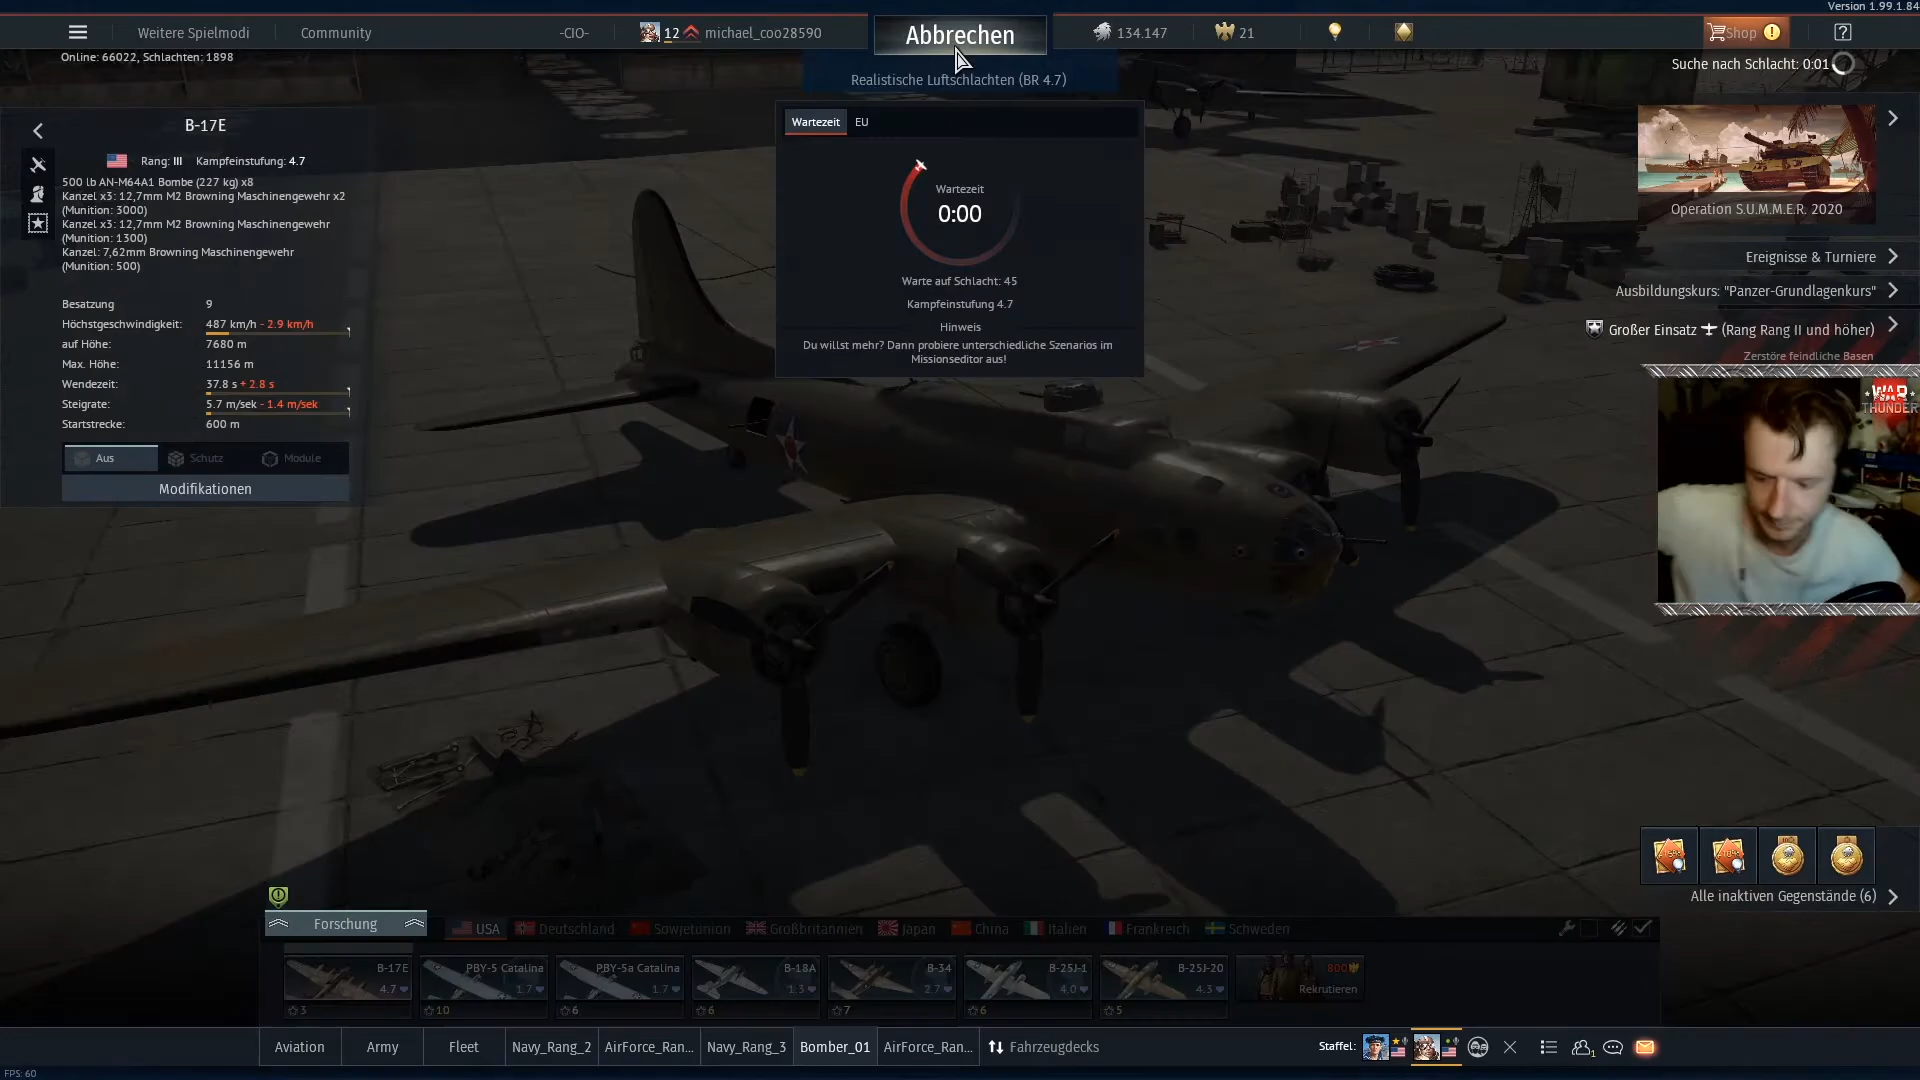 Version 1.99.1.84
Weitere Spielmodi
Community
-CIO-
12 michael_coo28590
Abbrechen
134.147
21
Shop
Online: 66022, Schlachten: 1898
Realistische Luftschlachten (BR 4.7)
Suche nach Schlacht: 0:01
B-17E
Rang: III Kampfeinstufung: 4.7
500 lb AN-M64A1 Bombe (227 kg) x8
Kanzel x3: 12,7mm M2 Browning Maschinengewehr x2
(Munition: 3000)
Kanzel x3: 12,7mm M2 Browning Maschinengewehr
(Munition: 1300)
Kanzel: 7,62mm Browning Maschinengewehr
(Munition: 500)
Besatzung 9
Höchstgeschwindigkeit: 487 km/h - 2.9 km/h
auf Höhe: 7680 m
Max. Höhe: 11156 m
Wendezeit: 37.8 s + 2.8 s
Steigrate: 5.7 m/sek - 1.4 m/sek
Startstrecke: 600 m
Aus
Schutz
Module
Modifikationen
Wartezeit
EU
Wartezeit
0:00
Warte auf Schlacht: 45
Kampfeinstufung 4.7
Hinweis
Du willst mehr? Dann probiere unterschiedliche Szenarios im
Missionseditor aus!
Operation S.U.M.M.E.R. 2020
Ereignisse & Turniere
Ausbildungskurs: "Panzer-Grundlagenkurs"
Großer Einsatz (Rang Rang II und höher)
Zerstöre feindliche Basen
WAR
THUNDER
Alle inaktiven Gegenstände (6)
Forschung
USA
Deutschland
Sowjetunion
Großbritannien
Japan
China
Italien
Frankreich
Schweden
B-17E
4.7
3
PBY-5 Catalina
1.7
10
PBY-5a Catalina
1.7
6
B-18A
1.3
6
B-34
2.7
7
B-25J-1
4.0
6
B-25J-20
4.3
5
800
Rekrutieren
Aviation
Army
Fleet
Navy_Rang_2
AirForce_Ran...
Navy_Rang_3
Bomber_01
AirForce_Ran...
Fahrzeugdecks
Staffel:
1
FPS: 60